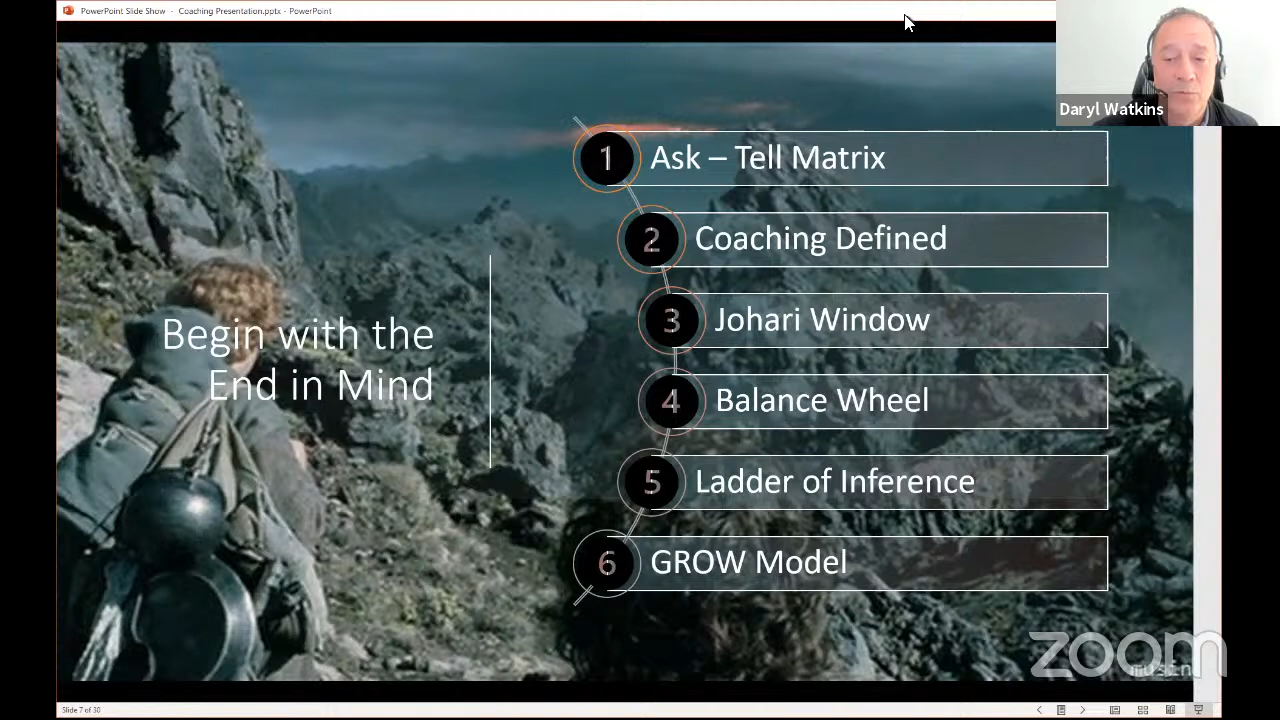 PowerPoint Slide Show - Coaching Presentation.pptx - PowerPoint
Daryl Watkins
Begin with the
End in Mind
1 Ask – Tell Matrix
2 Coaching Defined
3 Johari Window
4 Balance Wheel
5 Ladder of Inference
6 GROW Model
zoom
Slide 7 of 30